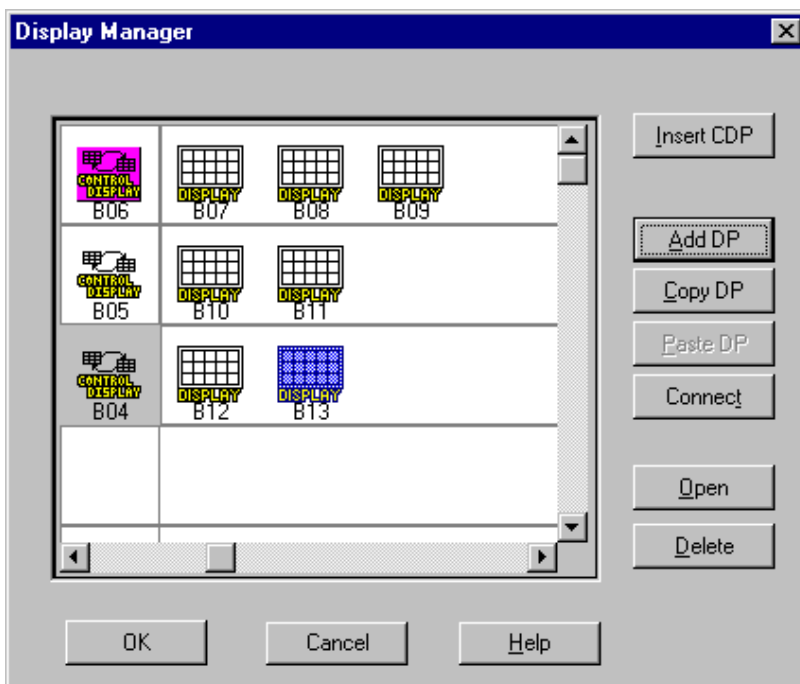 Display Manager
Insert CDP
CONTROL DISPLAY
B06
DISPLAY
B07
DISPLAY
B08
DISPLAY
B09
Add DP
CONTROL DISPLAY
B05
DISPLAY
B10
DISPLAY
B11
Copy DP
Paste DP
CONTROL DISPLAY
B04
DISPLAY
B12
DISPLAY
B13
Connect
Open
Delete
OK
Cancel
Help